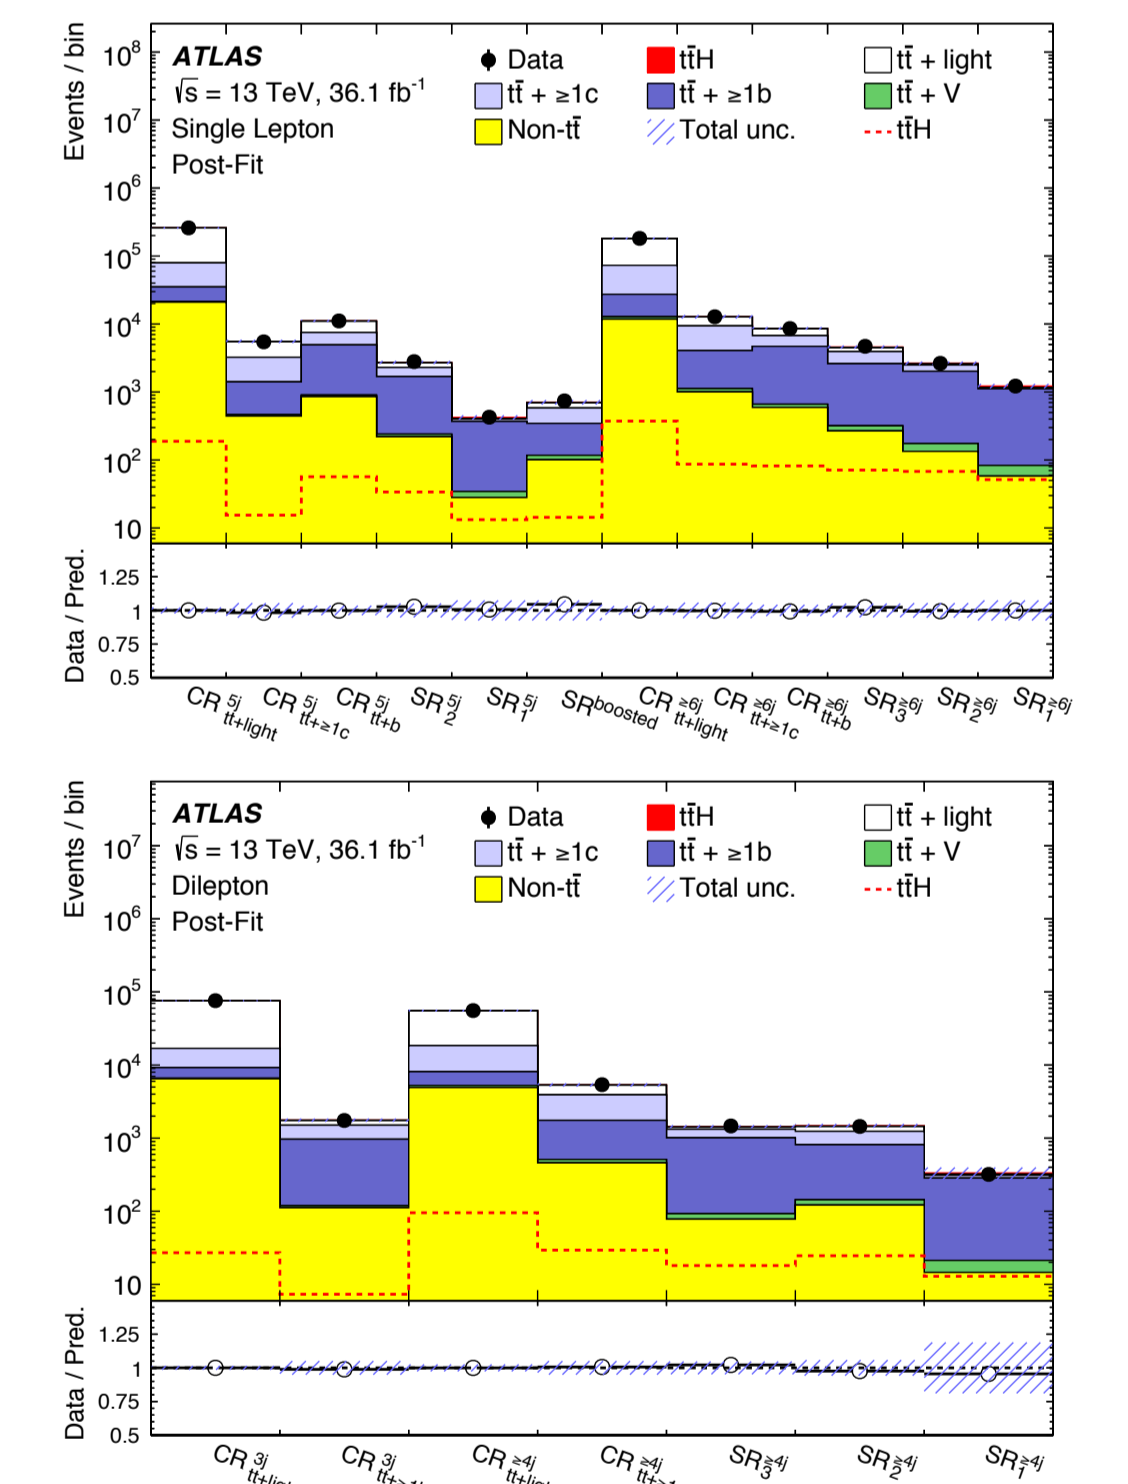 Events / bin
10⁸
10⁷
10⁶
10⁵
10⁴
10³
10²
10
ATLAS
√s = 13 TeV, 36.1 fb⁻¹
Single Lepton
Post-Fit
Data
tt̄H
tt̄ + light
tt̄ + ≥1c
tt̄ + ≥1b
tt̄ + V
Non-tt̄
Total unc.
tt̄H
Data / Pred.
1.25
1
0.75
0.5
CR 5j tt+light
CR 5j tt+≥1c
CR 5j tt+b
SR 5j 2
SR 5j 1
SR boosted
CR ≥6j tt+light
CR ≥6j tt+≥1c
CR ≥6j tt+b
SR ≥6j 3
SR ≥6j 2
SR ≥6j 1
Events / bin
10⁷
10⁶
10⁵
10⁴
10³
10²
10
ATLAS
√s = 13 TeV, 36.1 fb⁻¹
Dilepton
Post-Fit
Data
tt̄H
tt̄ + light
tt̄ + ≥1c
tt̄ + ≥1b
tt̄ + V
Non-tt̄
Total unc.
tt̄H
Data / Pred.
1.25
1
0.75
0.5
CR 3j
CR 3j
CR ≥4j
CR ≥4j
SR ≥4j 3
SR ≥4j 2
SR ≥4j 1